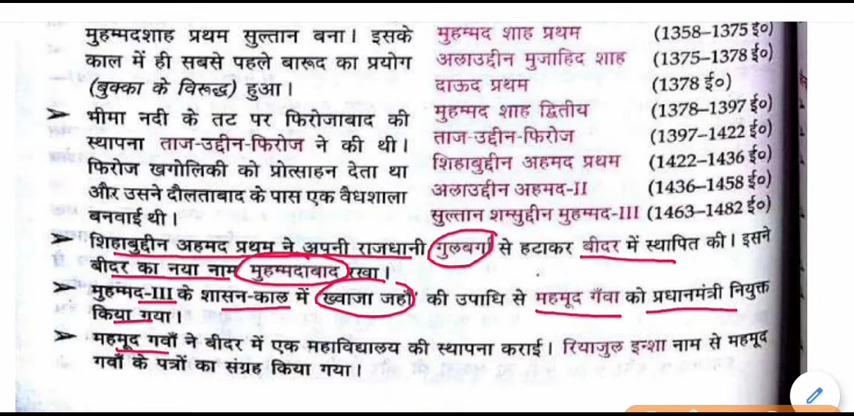 मुहम्मदशाह प्रथम सुल्तान बना। इसके
काल में ही सबसे पहले बारूद का प्रयोग
(बुक्का के विरूद्ध) हुआ।
➤ भीमा नदी के तट पर फिरोजाबाद की
स्थापना ताज-उद्दीन-फिरोज ने की थी।
फिरोज खगोलिकी को प्रोत्साहन देता था
और उसने दौलताबाद के पास एक वैधशाला
बनवाई थी।
मुहम्मद शाह प्रथम (1358–1375 ई०)
अलाउद्दीन मुजाहिद शाह (1375–1378 ई०)
दाऊद प्रथम (1378 ई०)
मुहम्मद शाह द्वितीय (1378–1397 ई०)
ताज-उद्दीन-फिरोज (1397–1422 ई०)
शिहाबुद्दीन अहमद प्रथम (1422–1436 ई०)
अलाउद्दीन अहमद-II (1436–1458 ई०)
सुल्तान शम्सुद्दीन मुहम्मद-III (1463–1482 ई०)
➤ शिहाबुद्दीन अहमद प्रथम ने अपनी राजधानी गुलबर्गा से हटाकर बीदर में स्थापित की। इसने
बीदर का नया नाम मुहम्मदाबाद रखा।
➤ मुहम्मद-III के शासन-काल में 'ख्वाजा जहाँ' की उपाधि से महमूद गँवा को प्रधानमंत्री नियुक्त
किया गया।
➤ महमूद गवाँ ने बीदर में एक महाविद्यालय की स्थापना कराई। रियाजुल इन्शा नाम से महमूद
गवाँ के पत्रों का संग्रह किया गया।